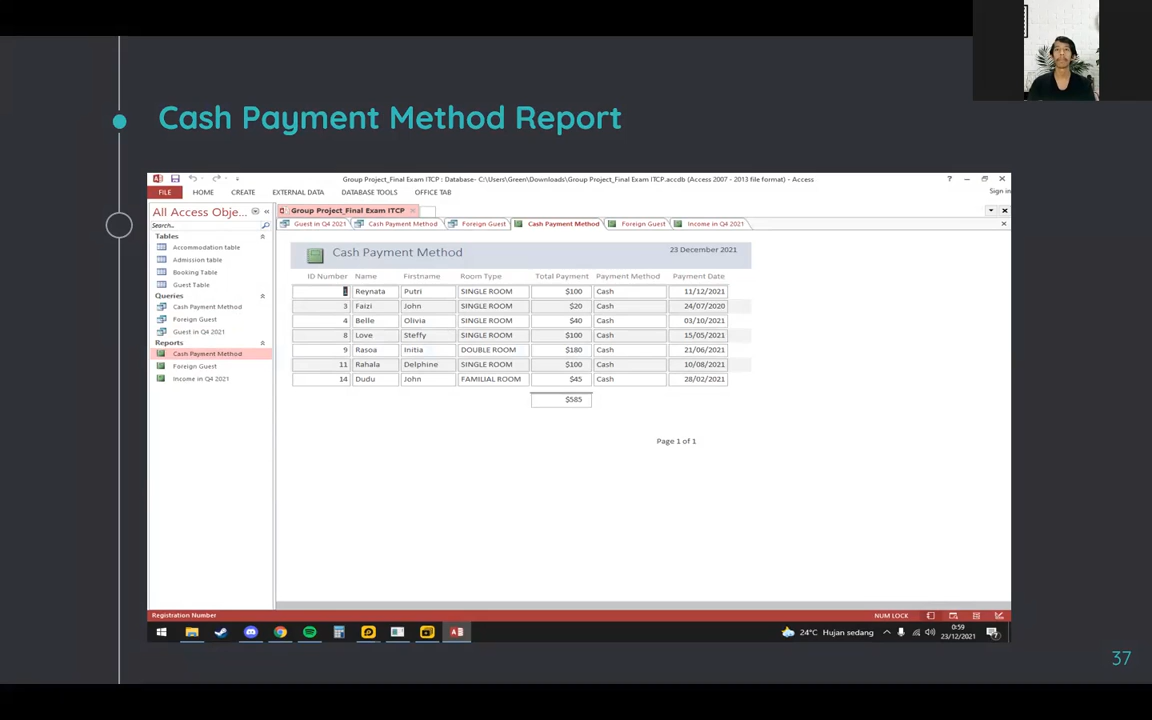 Cash Payment Method Report
Group Project_Final Exam ITCP : Database- C:\Users\Green\Downloads\Group Project_Final Exam ITCP.accdb (Access 2007 - 2013 file format) - Access
FILE HOME CREATE EXTERNAL DATA DATABASE TOOLS OFFICE TAB
Sign in
All Access Obje...
Search...
Tables
Accommodation table
Admission table
Booking Table
Guest Table
Queries
Cash Payment Method
Foreign Guest
Guest in Q4 2021
Reports
Cash Payment Method
Foreign Guest
Income in Q4 2021
Group Project_Final Exam ITCP
Guest in Q4 2021 Cash Payment Method Foreign Guest Cash Payment Method Foreign Guest Income in Q4 2021
Cash Payment Method 23 December 2021
ID Number Name Firstname Room Type Total Payment Payment Method Payment Date
1 Reynata Putri SINGLE ROOM $100 Cash 11/12/2021
3 Faizi John SINGLE ROOM $20 Cash 24/07/2020
4 Belle Olivia SINGLE ROOM $40 Cash 03/10/2021
8 Love Steffy SINGLE ROOM $100 Cash 15/05/2021
9 Rasoa Initia DOUBLE ROOM $180 Cash 21/06/2021
11 Rahala Delphine SINGLE ROOM $100 Cash 10/08/2021
14 Dudu John FAMILIAL ROOM $45 Cash 28/02/2021
$585
Page 1 of 1
Registration Number NUM LOCK
24°C Hujan sedang 0:59
23/12/2021
37